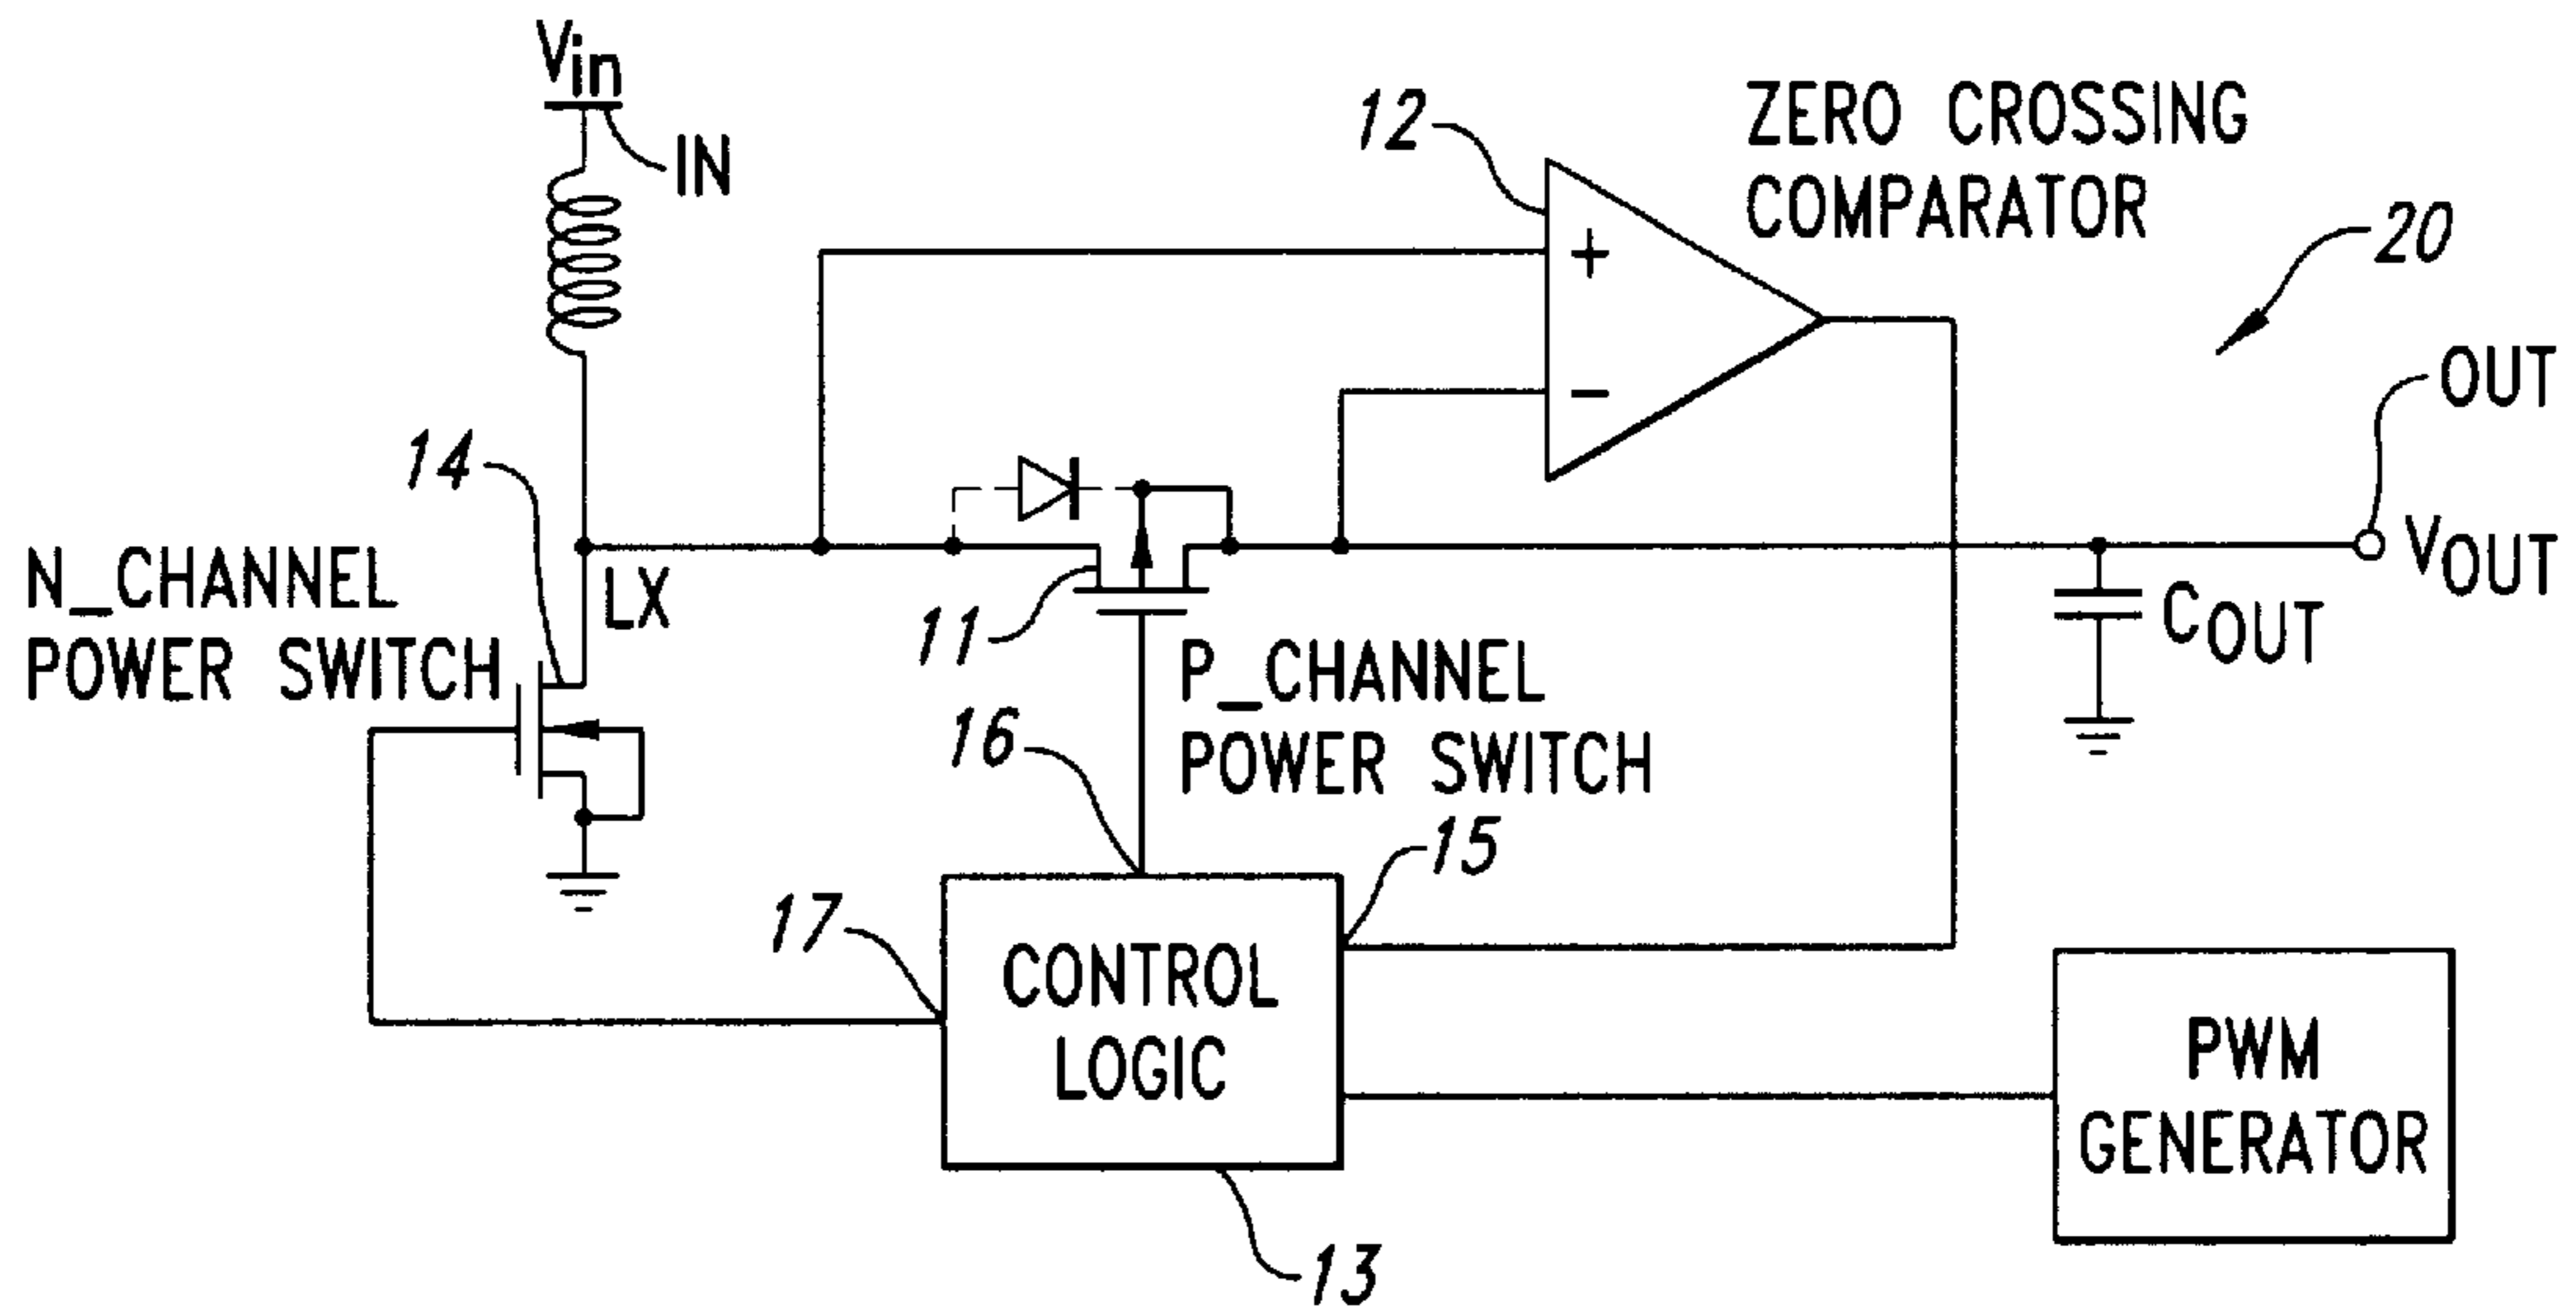 Vin
IN
12
ZERO CROSSING
COMPARATOR
20
OUT
14
+
-
N_CHANNEL
POWER SWITCH
LX
11
VOUT
COUT
P_CHANNEL
POWER SWITCH
16
15
17
CONTROL
LOGIC
PWM
GENERATOR
13